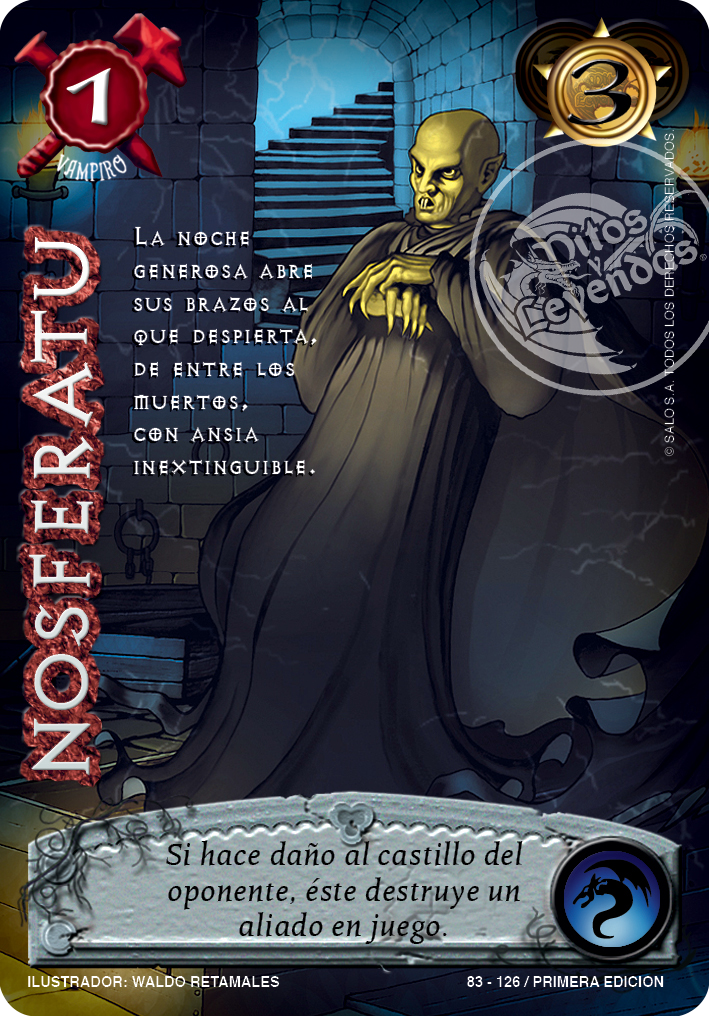 1
VAMPIRO
3
NOSFERATU
La noche
generosa abre
sus brazos al
que despierta,
de entre los
muertos,
con ansia
inextinguible.
Mitos
y
Leyendas
®
© SALO S.A. TODOS LOS DERECHOS RESERVADOS.
Si hace daño al castillo del
oponente, éste destruye un
aliado en juego.
ILUSTRADOR: WALDO RETAMALES
83 - 126 / PRIMERA EDICION